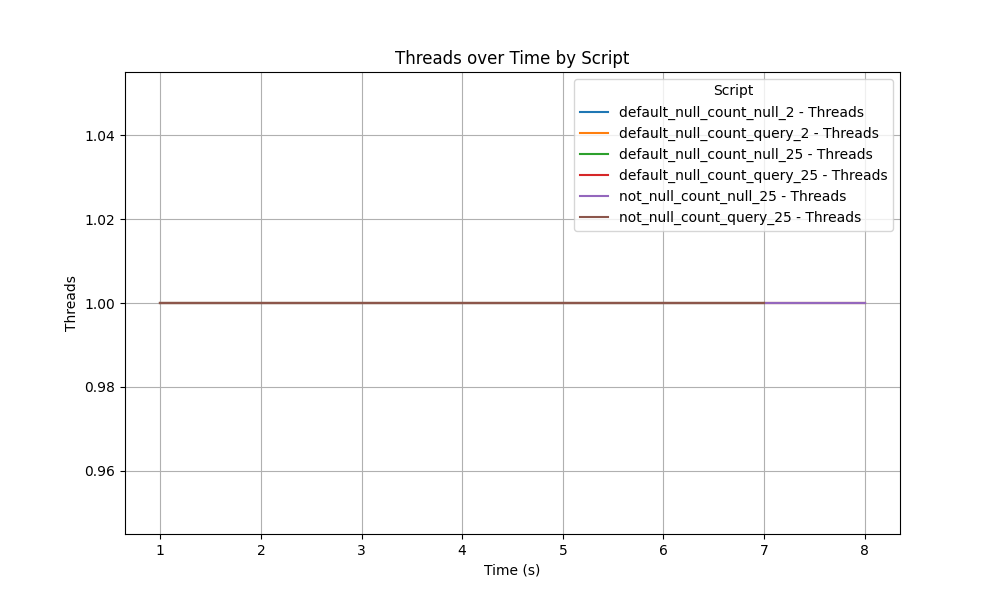 Threads over Time by Script
Script
default_null_count_null_2 - Threads
default_null_count_query_2 - Threads
default_null_count_null_25 - Threads
default_null_count_query_25 - Threads
not_null_count_null_25 - Threads
not_null_count_query_25 - Threads
Threads
1.04
1.02
1.00
0.98
0.96
1 2 3 4 5 6 7 8
Time (s)